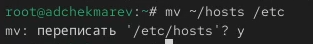 root@adchekmarev:~# mv ~/hosts /etc
mv: переписать '/etc/hosts'? y